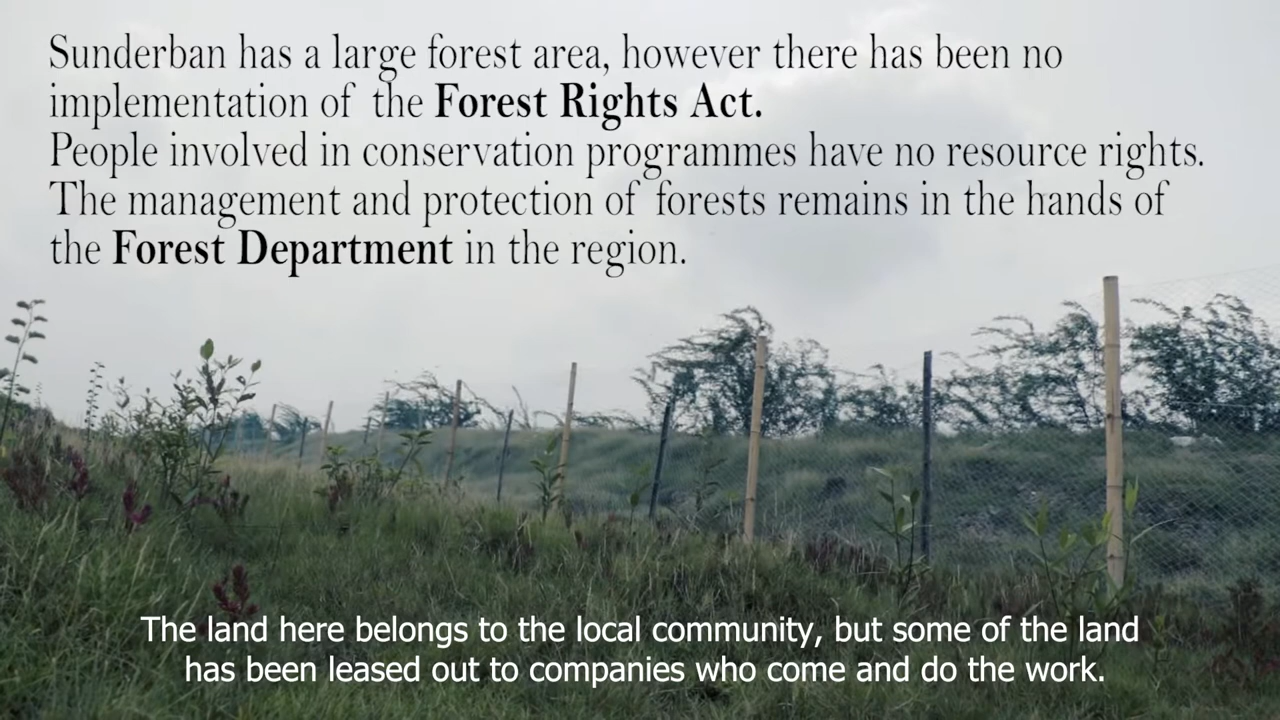 Sunderban has a large forest area, however there has been no
implementation of the Forest Rights Act.
People involved in conservation programmes have no resource rights.
The management and protection of forests remains in the hands of
the Forest Department in the region.
The land here belongs to the local community, but some of the land
has been leased out to companies who come and do the work.